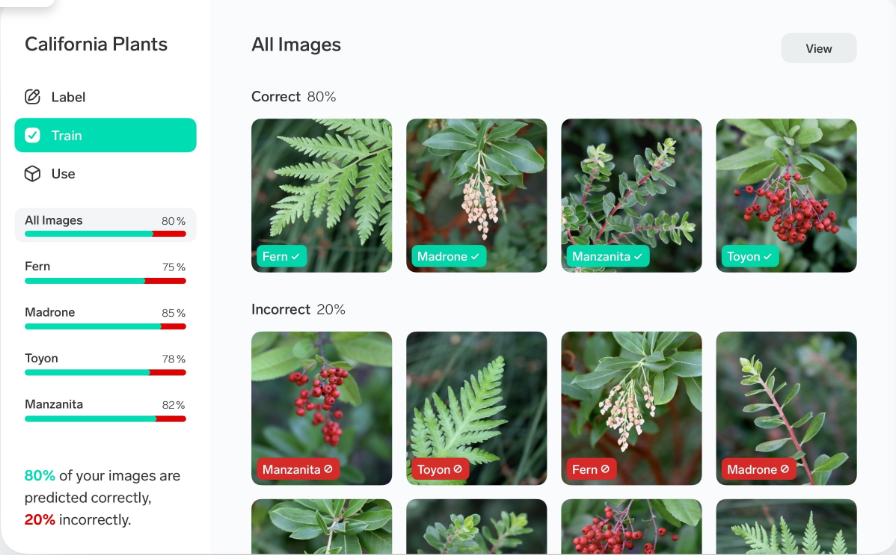 California Plants
Label
Train
Use
All Images 80%
Fern 75%
Madrone 85%
Toyon 78%
Manzanita 82%
80% of your images are
predicted correctly,
20% incorrectly.
All Images
View
Correct 80%
Fern ✓
Madrone ✓
Manzanita ✓
Toyon ✓
Incorrect 20%
Manzanita ⊘
Toyon ⊘
Fern ⊘
Madrone ⊘